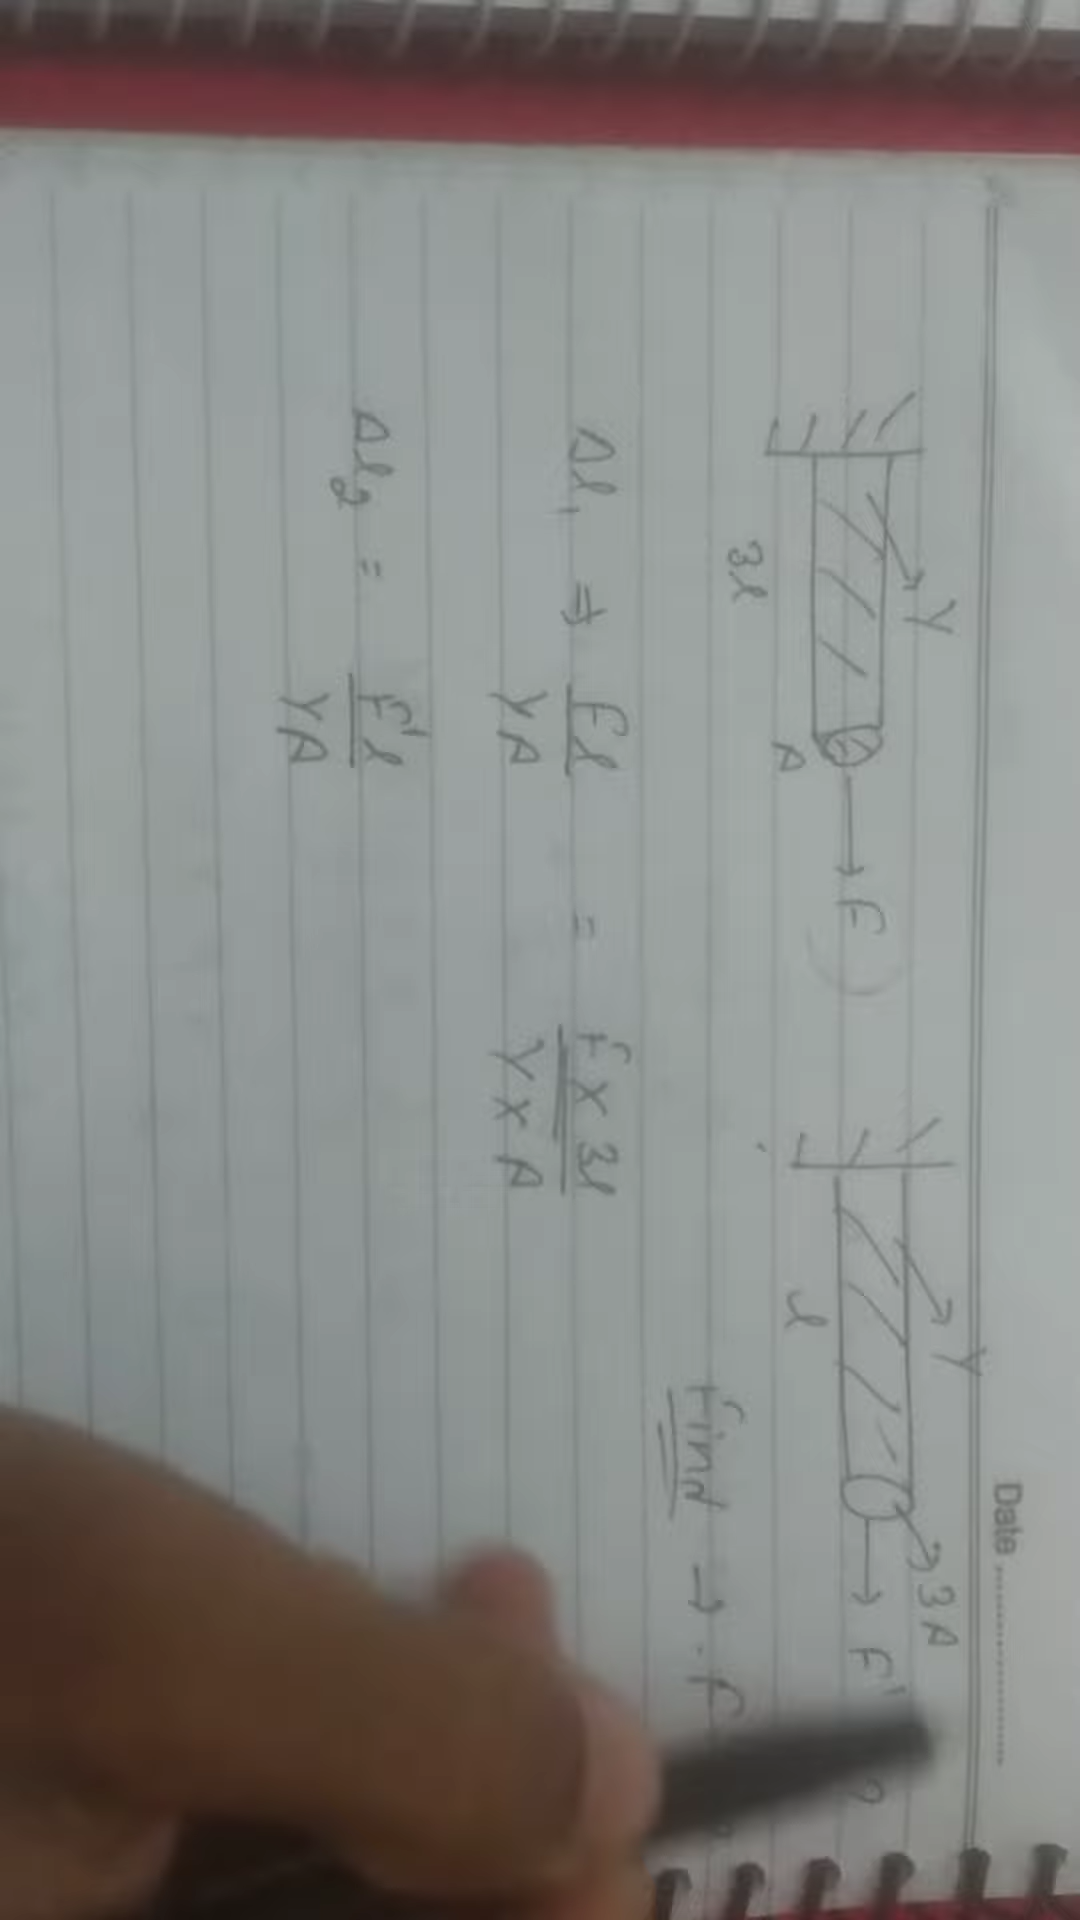 Date
Y Y
3A
A F F' ?
3l l
Find →
Δl₁ ⇒ Fl/YA = F x 3l/Y x A
Δl₂ = F'l/YA